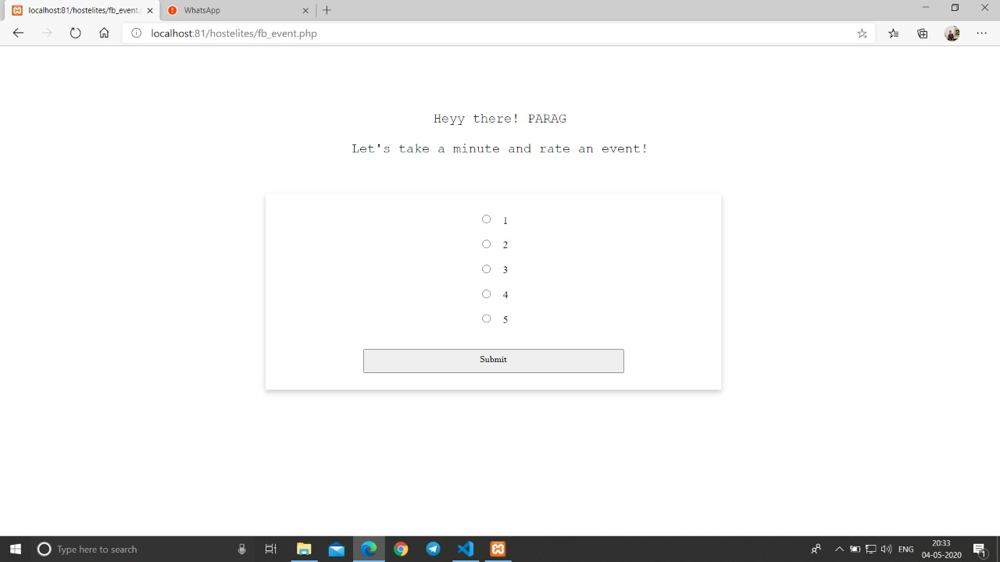 localhost:81/hostelites/fb_event.p
WhatsApp
localhost:81/hostelites/fb_event.php
Heyy there! PARAG
Let's take a minute and rate an event!
1
2
3
4
5
Submit
Type here to search
ENG
20:33
04-05-2020
1